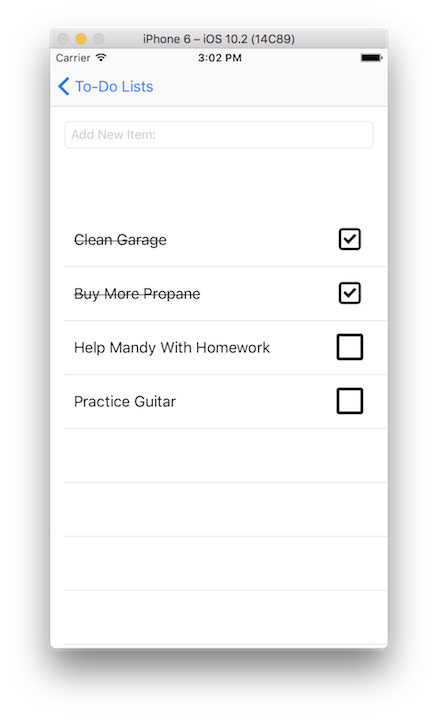 iPhone 6 – iOS 10.2 (14C89)
Carrier 3:02 PM
To-Do Lists
Add New Item:
Clean Garage
Buy More Propane
Help Mandy With Homework
Practice Guitar